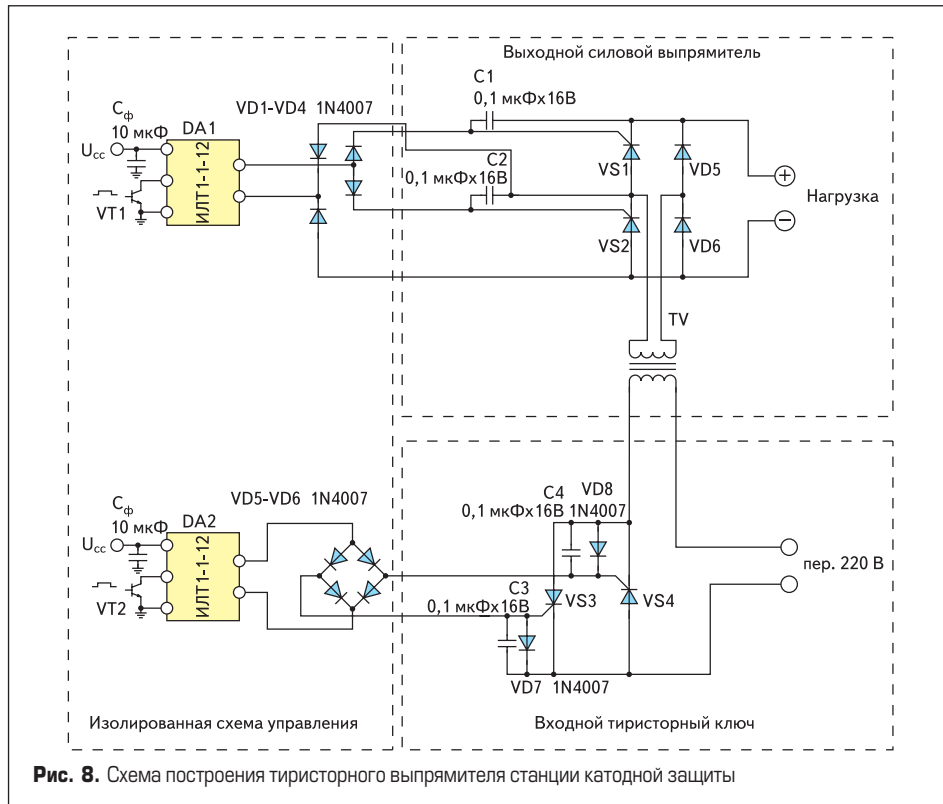 Выходной силовой выпрямитель
C1
0,1 мкФх16В
Cф
10 мкФ
DA1
VD1-VD4 1N4007
Ucc
ИЛТ1-1-12
VT1
C2
0,1 мкФх16В
VS1
VD5
VS2
VD6
+
Нагрузка
−
TV
Cф
10 мкФ
DA2
VD5-VD6 1N4007
Ucc
ИЛТ1-1-12
VT2
C4
VD8
0,1 мкФх16В 1N4007
C3
0,1 мкФх16В
VS3
VS4
пер. 220 В
VD7 1N4007
Изолированная схема управления
Входной тиристорный ключ
Рис. 8. Схема построения тиристорного выпрямителя станции катодной защиты